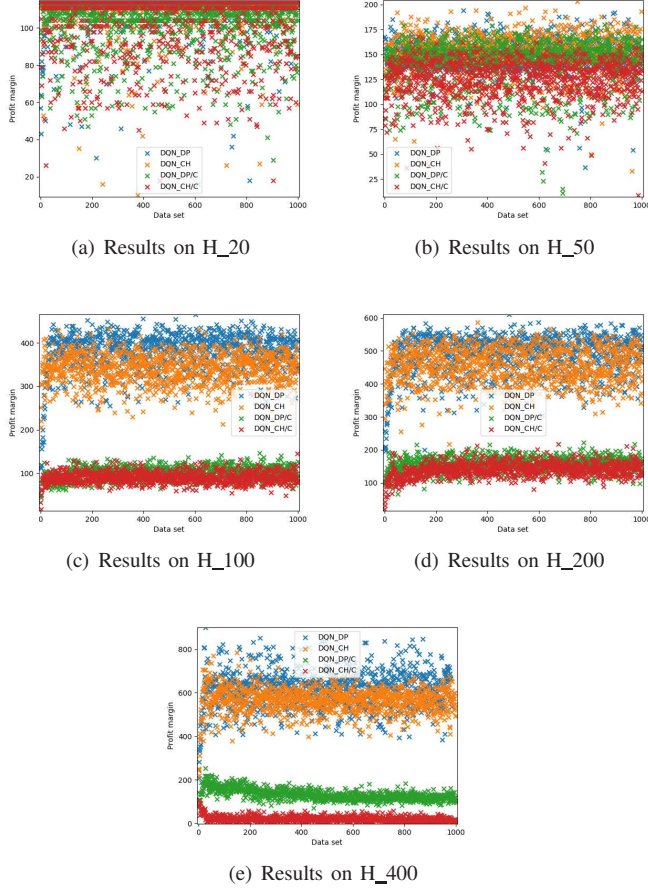 100
80
60
40
20
Profit margin
DQN_DP
DQN_CH
DQN_DP/C
DQN_CH/C
0 200 400 600 800 1000
Data set
(a) Results on H_20
200
175
150
125
100
75
50
25
Profit margin
DQN_DP
DQN_CH
DQN_DP/C
DQN_CH/C
0 200 400 600 800 1000
Data set
(b) Results on H_50
400
300
200
100
Profit margin
DQN_DP
DQN_CH
DQN_DP/C
DQN_CH/C
0 200 400 600 800 1000
Data set
(c) Results on H_100
600
500
400
300
200
100
Profit margin
DQN_DP
DQN_CH
DQN_DP/C
DQN_CH/C
0 200 400 600 800 1000
Data set
(d) Results on H_200
800
600
400
200
0
Profit margin
DQN_DP
DQN_CH
DQN_DP/C
DQN_CH/C
0 200 400 600 800 1000
Data set
(e) Results on H_400